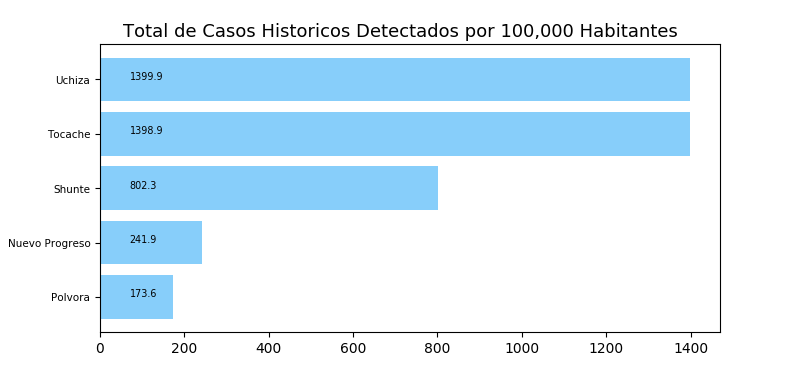 Total de Casos Historicos Detectados por 100,000 Habitantes
Uchiza 1399.9
Tocache 1398.9
Shunte 802.3
Nuevo Progreso 241.9
Polvora 173.6
0 200 400 600 800 1000 1200 1400